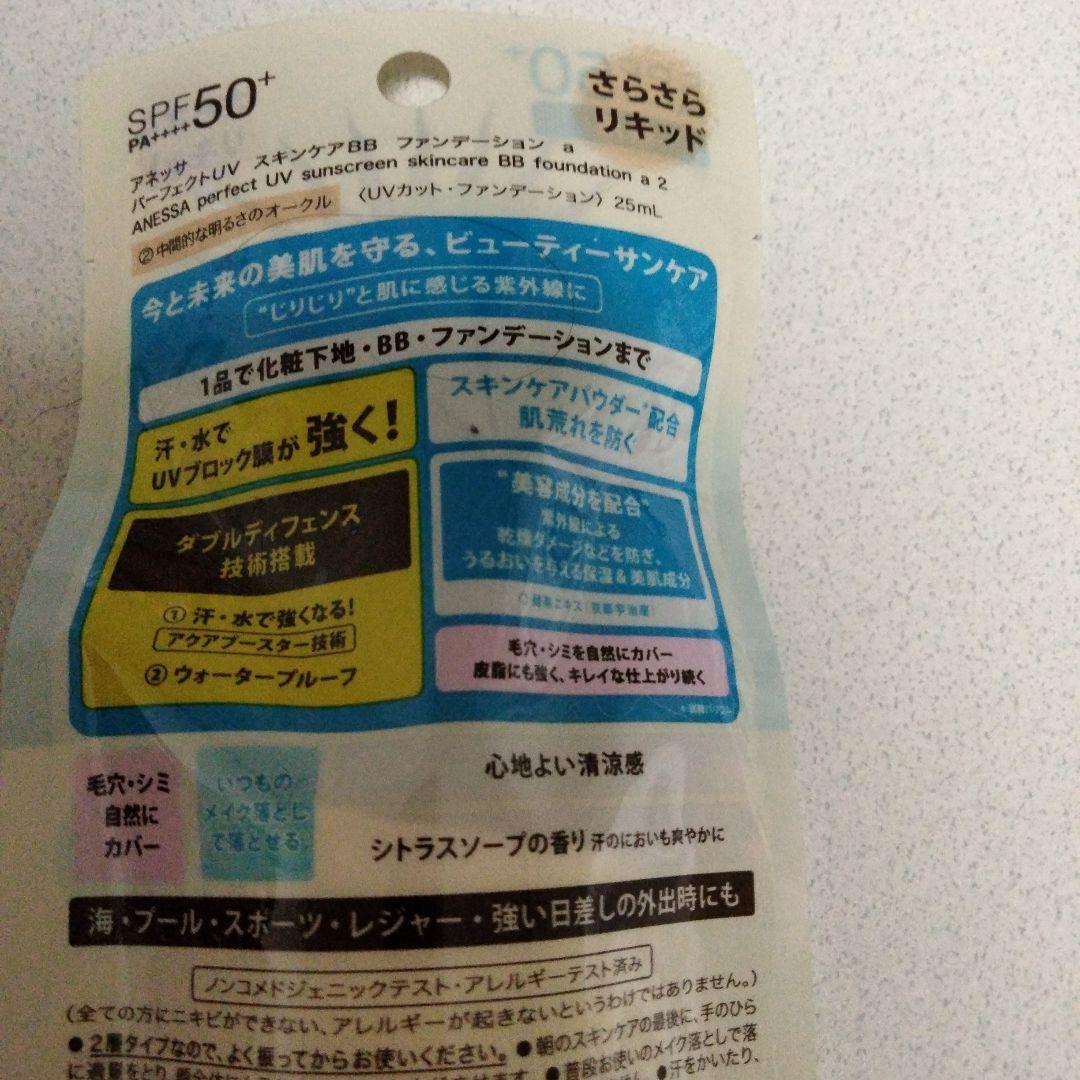 SPF50+
PA++++
さらさら
リキッド
アネッサ
パーフェクトUV スキンケアBB ファンデーション a
ANESSA perfect UV sunscreen skincare BB foundation a 2
②中間的な明るさのオークル
〈UVカット・ファンデーション〉25mL
今と未来の美肌を守る、ビューティーサンケア
"じりじり"と肌に感じる紫外線に
1品で化粧下地・BB・ファンデーションまで
汗・水で
UVブロック膜が 強く!
ダブルディフェンス
技術搭載
① 汗・水で強くなる!
アクアブースター技術
② ウォータープルーフ
スキンケアパウダー*配合
肌荒れを防ぐ
"美容成分を配合"
紫外線による
乾燥ダメージなどを防ぎ、
うるおいを与える保湿&美肌成分
毛穴・シミを自然にカバー
皮脂にも強く、キレイな仕上がり続く
毛穴・シミ
自然に
カバー
いつもの
メイク落とし
で落とせる
心地よい清涼感
シトラスソープの香り 汗のにおいも爽やかに
海・プール・スポーツ・レジャー・強い日差しの外出時にも
ノンコメドジェニックテスト・アレルギーテスト済み
(全ての方にニキビができない、アレルギーが起きないというわけではありません。)
●2層タイプなので、よく振ってからお使いください。●朝のスキンケアの最後に、手のひら
に適量をとり、
●普段お使いのメイク落としで落
●汗をかいたり、